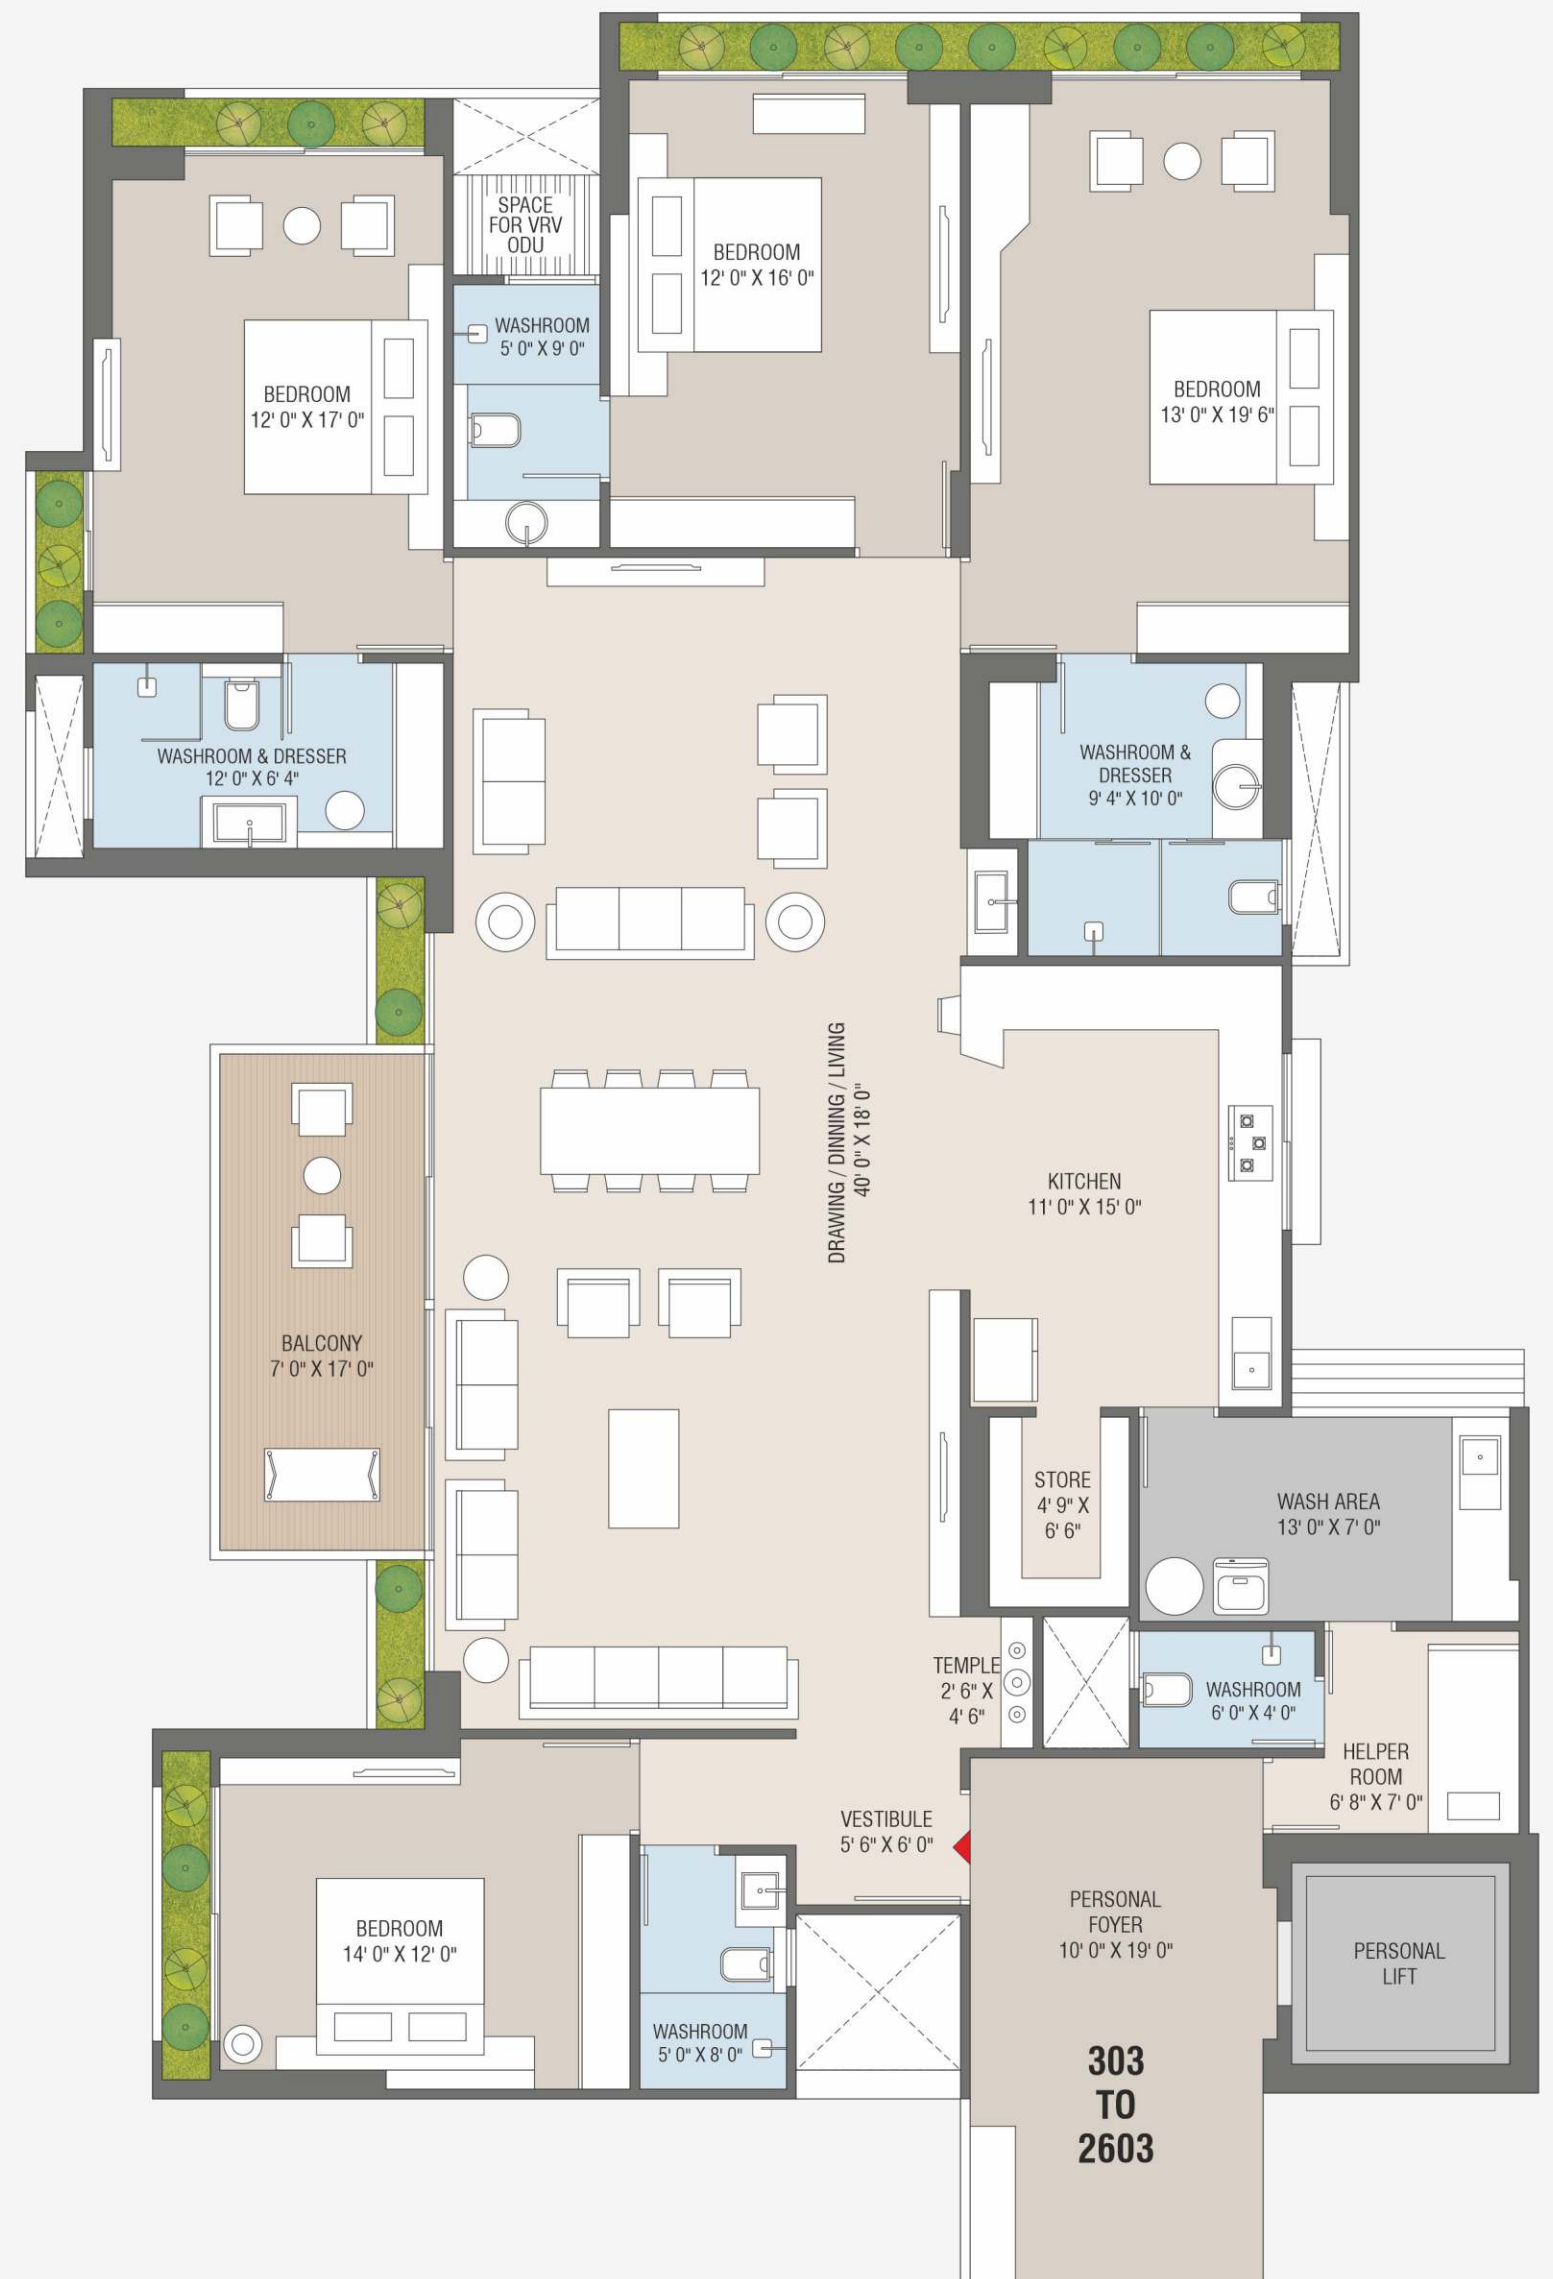 SPACE
FOR VRV
ODU
BEDROOM
12' 0" X 16' 0"
WASHROOM
5' 0" X 9' 0"
BEDROOM
12' 0" X 17' 0"
BEDROOM
13' 0" X 19' 6"
WASHROOM & DRESSER
12' 0" X 6' 4"
WASHROOM &
DRESSER
9' 4" X 10' 0"
DRAWING / DINNING / LIVING
40' 0" X 18' 0"
KITCHEN
11' 0" X 15' 0"
BALCONY
7' 0" X 17' 0"
STORE
4' 9" X
6' 6"
WASH AREA
13' 0" X 7' 0"
TEMPLE
2' 6" X
4' 6"
WASHROOM
6' 0" X 4' 0"
HELPER
ROOM
6' 8" X 7' 0"
VESTIBULE
5' 6" X 6' 0"
PERSONAL
FOYER
10' 0" X 19' 0"
BEDROOM
14' 0" X 12' 0"
PERSONAL
LIFT
WASHROOM
5' 0" X 8' 0"
303
TO
2603